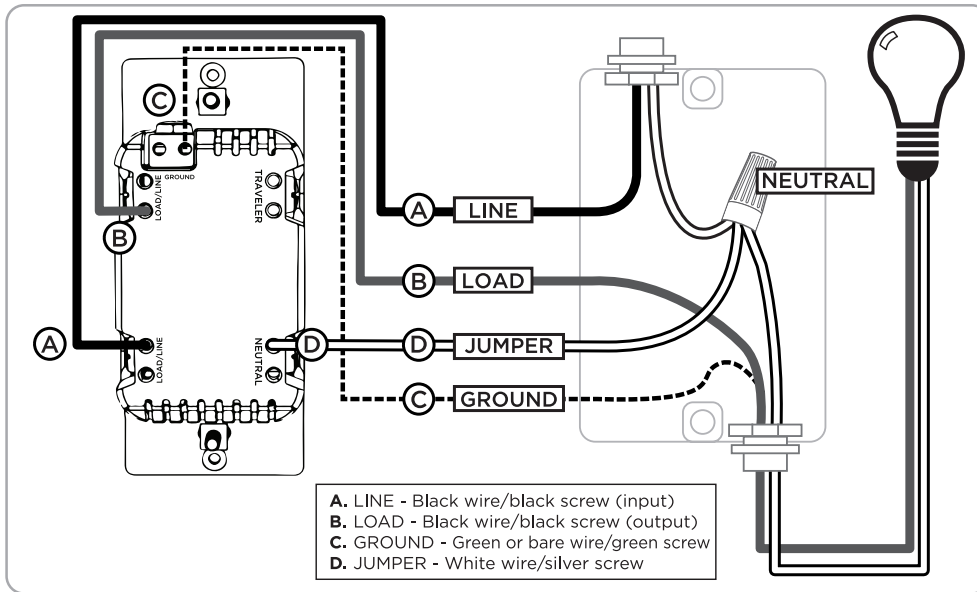 C
GROUND
LOAD/LINE
TRAVELER
B
A
LOAD/LINE
NEUTRAL
D
A LINE
B LOAD
D JUMPER
C GROUND
NEUTRAL
A. LINE - Black wire/black screw (input)
B. LOAD - Black wire/black screw (output)
C. GROUND - Green or bare wire/green screw
D. JUMPER - White wire/silver screw